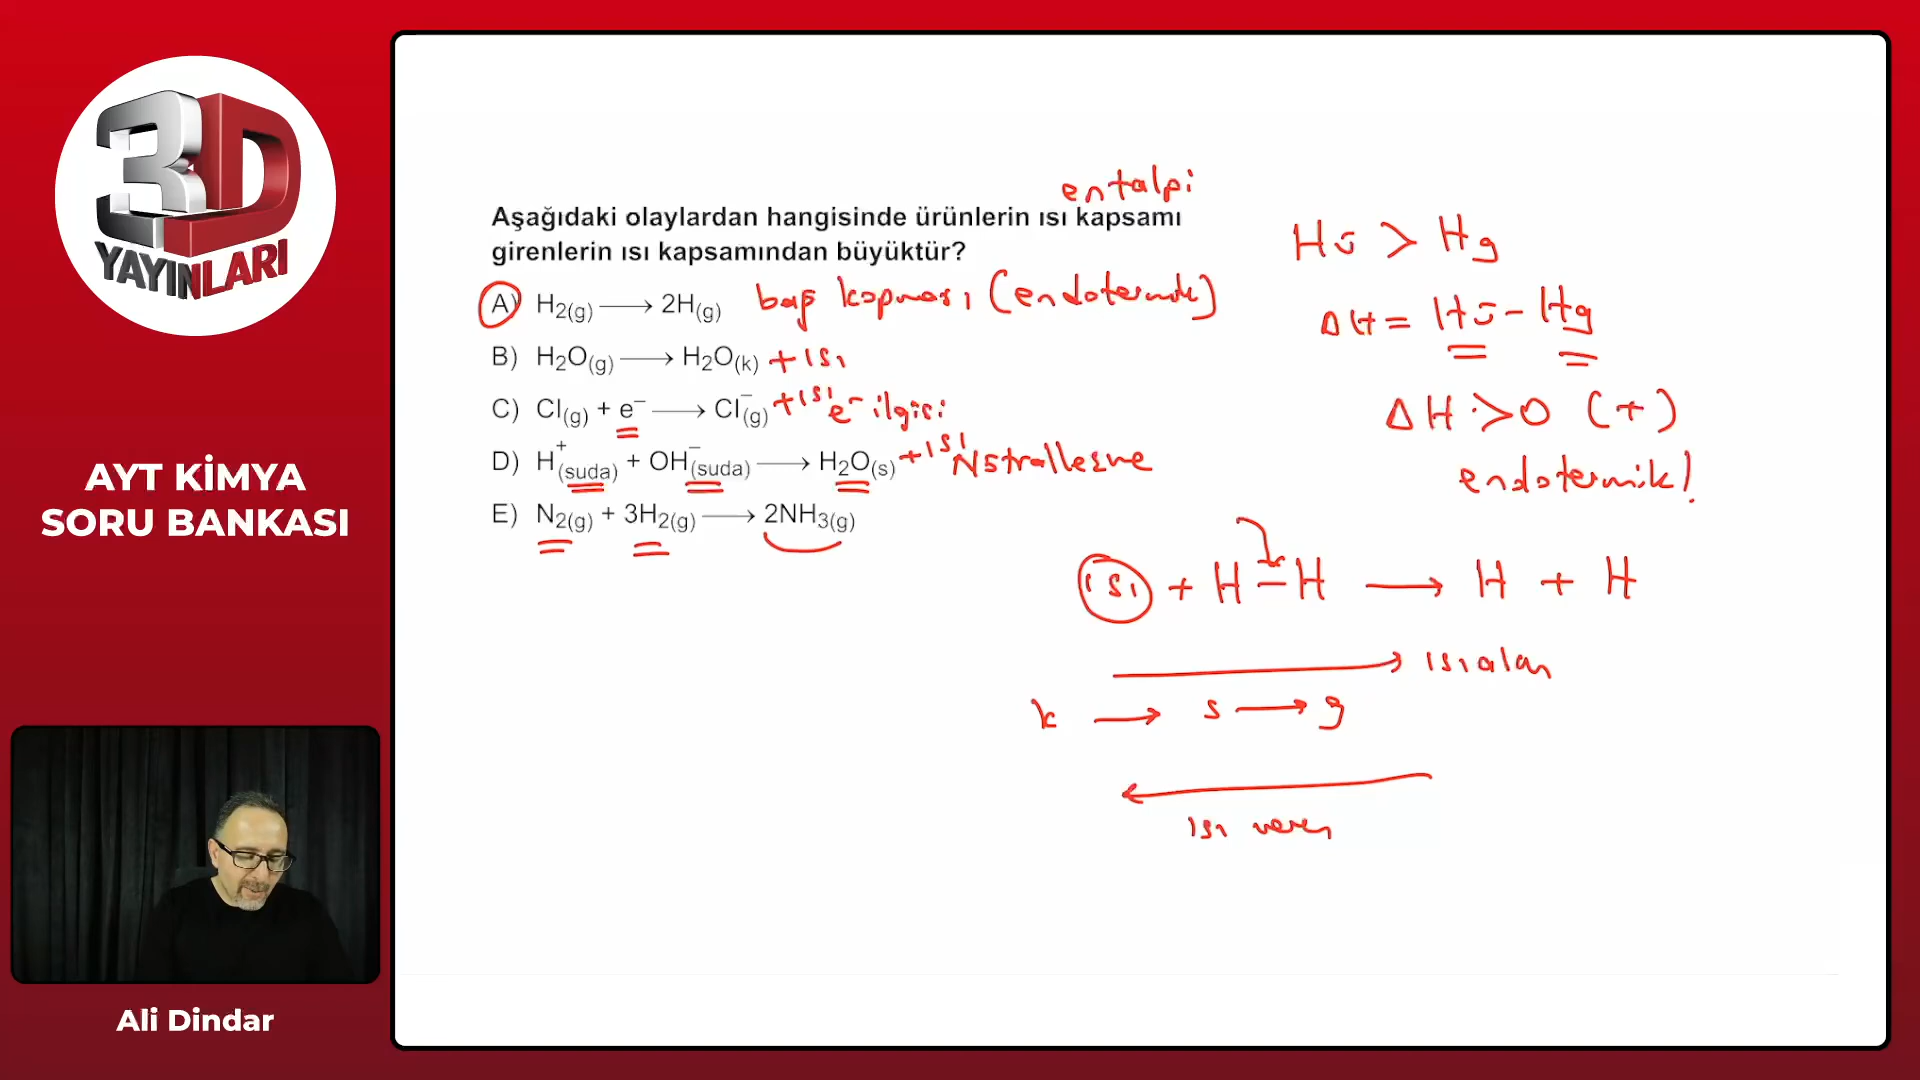 3D
YAYINLARI
AYT KİMYA
SORU BANKASI
Ali Dindar
entalpi
Aşağıdaki olaylardan hangisinde ürünlerin ısı kapsamı
girenlerin ısı kapsamından büyüktür?
A) H₂(g) ⟶ 2H(g) bağ kopması (endotermik)
B) H₂O(g) ⟶ H₂O(k) + ısı
C) Cl(g) + e⁻ ⟶ Cl⁻(g) + ısı e⁻ ilgisi
D) H⁺(suda) + OH⁻(suda) ⟶ H₂O(s) + ısı Nötralleşme
E) N₂(g) + 3H₂(g) ⟶ 2NH₃(g)
Hü > Hg
ΔH = Hü - Hg
ΔH > 0 (+)
endotermik!
ısı + H - H ⟶ H + H
ısı alan
k ⟶ s ⟶ g
ısı veren